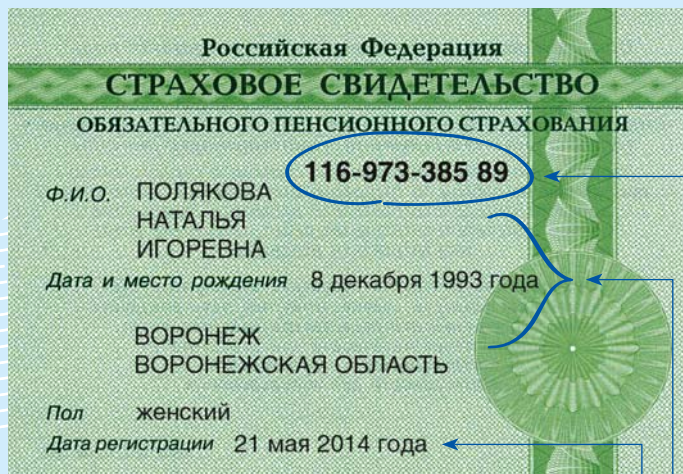 Российская Федерация
СТРАХОВОЕ СВИДЕТЕЛЬСТВО
ОБЯЗАТЕЛЬНОГО ПЕНСИОННОГО СТРАХОВАНИЯ
116-973-385 89
Ф.И.О. ПОЛЯКОВА
НАТАЛЬЯ
ИГОРЕВНА
Дата и место рождения 8 декабря 1993 года
ВОРОНЕЖ
ВОРОНЕЖСКАЯ ОБЛАСТЬ
Пол женский
Дата регистрации 21 мая 2014 года